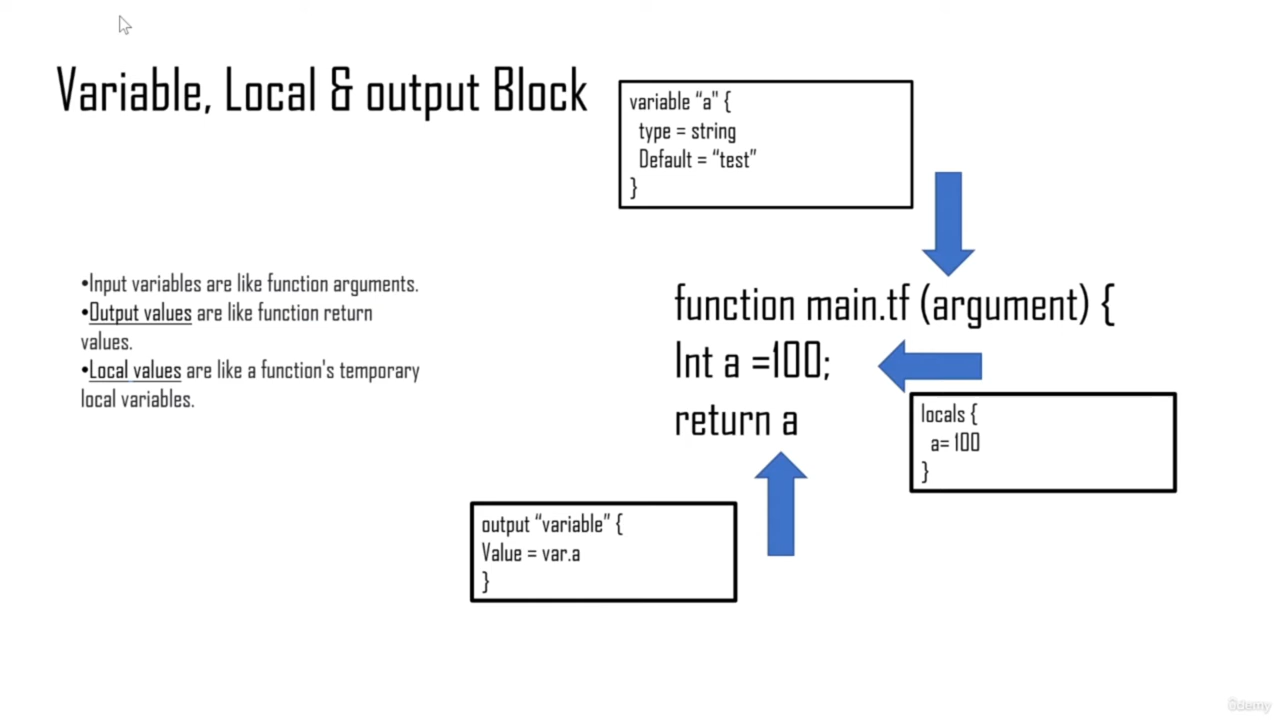 Variable, Local & output Block
variable “a" {
type = string
Default = “test”
}
•Input variables are like function arguments.
•Output values are like function return
values.
•Local values are like a function's temporary
local variables.
function main.tf (argument) {
Int a =100;
return a
locals {
a= 100
}
output “variable” {
Value = var.a
}
ûdemy